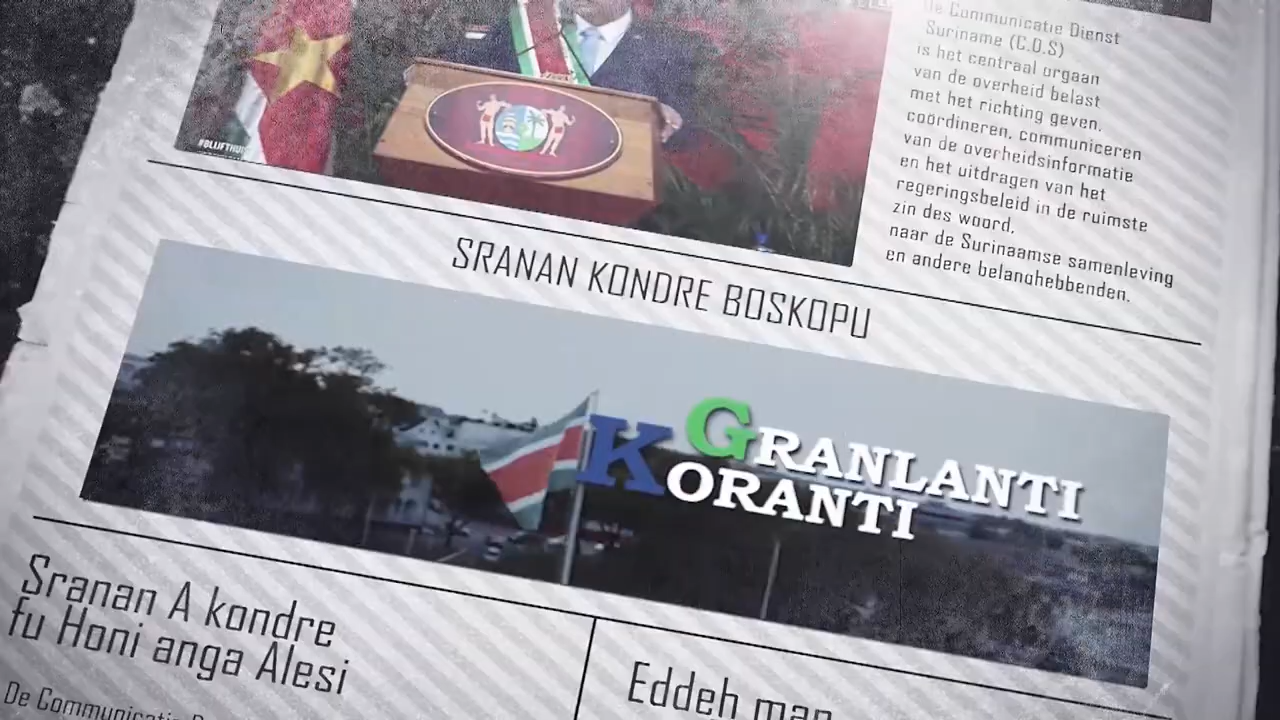 De Communicatie Dienst
Suriname (C.O.S)
is het centraal orgaan
van de overheid belast
met het richting geven,
coördineren, communiceren
van de overheidsinformatie
en het uitdragen van het
regeringsbeleid in de ruimste
zin des woord,
naar de Surinaamse samenleving
en andere belanghebbenden.
SRANAN KONDRE BOSKOPU
GRANLANTI
KORANTI
Sranan A kondre
fu Honi anga Alesi
De
Eddeh man